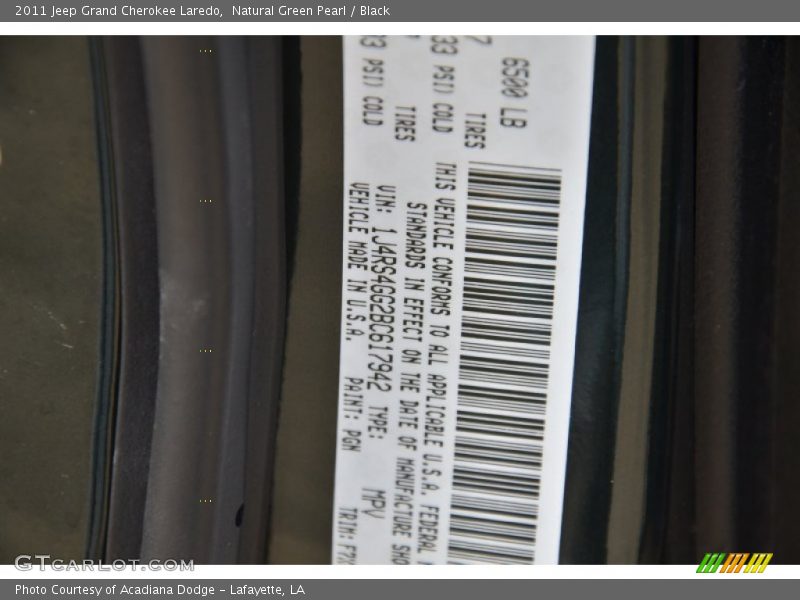 2011 Jeep Grand Cherokee Laredo,  Natural Green Pearl / Black
6500 LB
TIRES
33 PSI) COLD
TIRES
33 PSI) COLD
THIS VEHICLE CONFORMS TO ALL APPLICABLE U.S.A. FEDERAL
STANDARDS IN EFFECT ON THE DATE OF MANUFACTURE SHO
VIN: 1J4RS4GG2BC617942 TYPE: MPV
VEHICLE MADE IN U.S.A. PAINT: PGN TRIM:
GTCARLOT.COM
Photo Courtesy of Acadiana Dodge - Lafayette, LA